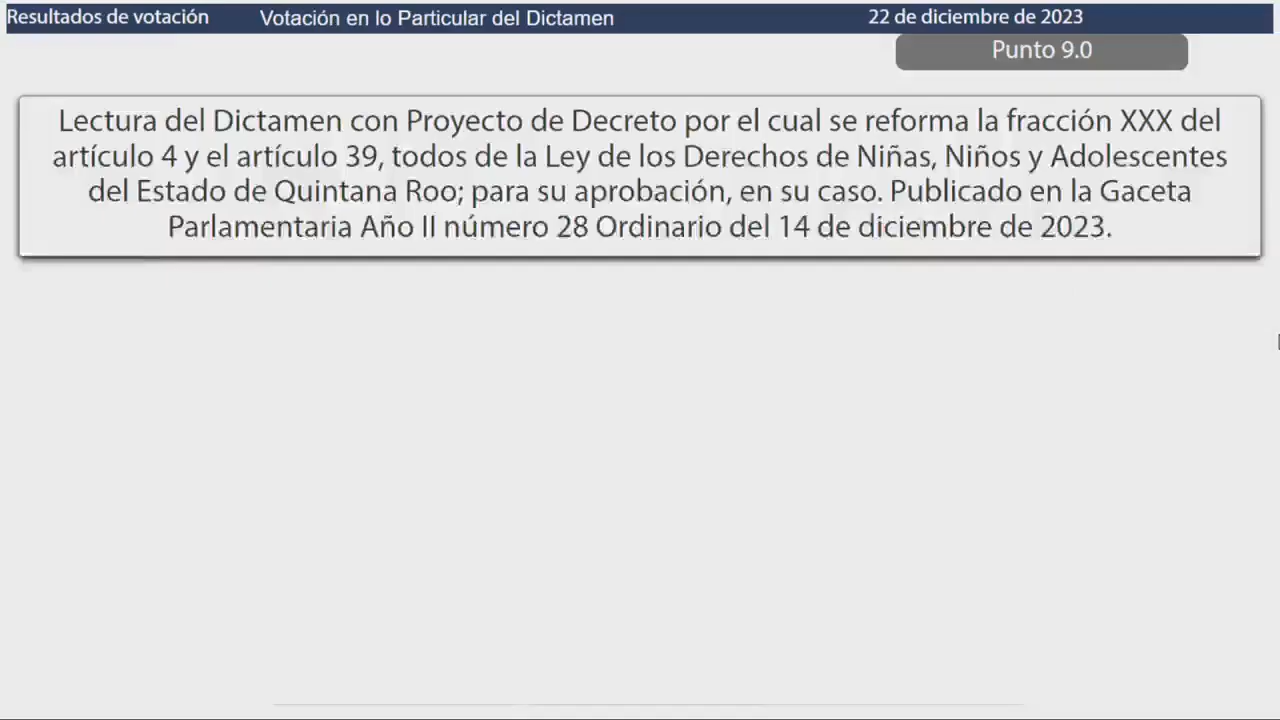 Resultados de votación Votación en lo Particular del Dictamen 22 de diciembre de 2023
Punto 9.0
Lectura del Dictamen con Proyecto de Decreto por el cual se reforma la fracción XXX del
artículo 4 y el artículo 39, todos de la Ley de los Derechos de Niñas, Niños y Adolescentes
del Estado de Quintana Roo; para su aprobación, en su caso. Publicado en la Gaceta
Parlamentaria Año II número 28 Ordinario del 14 de diciembre de 2023.